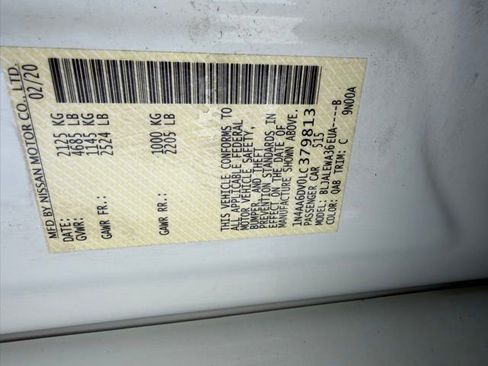 MFD BY NISSAN MOTOR CO., LTD.
DATE: 02/20
GVWR: 2125 KG
4685 LB
GAWR FR.: 1145 KG
2524 LB
GAWR RR: 1000 KG
2205 LB
THIS VEHICLE CONFORMS TO
ALL APPLICABLE FEDERAL
MOTOR VEHICLE SAFETY,
BUMPER, AND THEFT
PREVENTION STANDARDS IN
EFFECT ON THE DATE OF
MANUFACTURE SHOWN ABOVE.
1N4AA6DV0LC379813
PASSENGER CAR 515
MODEL: BLJALEWA36EUA----B
COLOR: QAB TRIM: C 9N00A